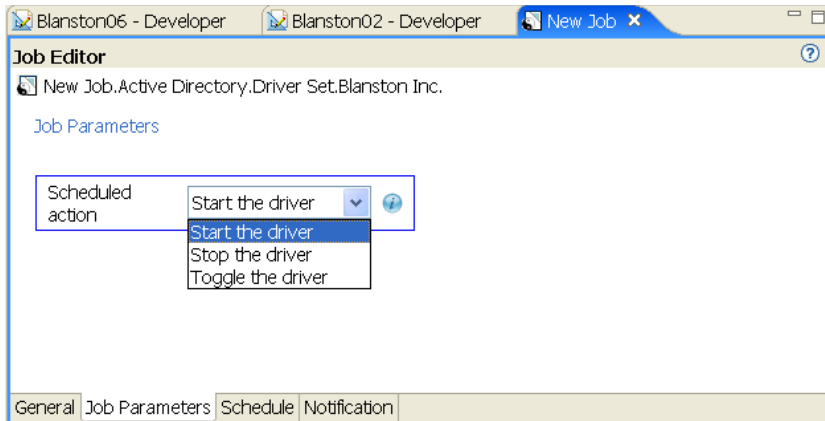 Blanston06 - Developer Blanston02 - Developer New Job
Job Editor
New Job.Active Directory.Driver Set.Blanston Inc.
Job Parameters
Scheduled action
Start the driver
Start the driver
Stop the driver
Toggle the driver
General Job Parameters Schedule Notification